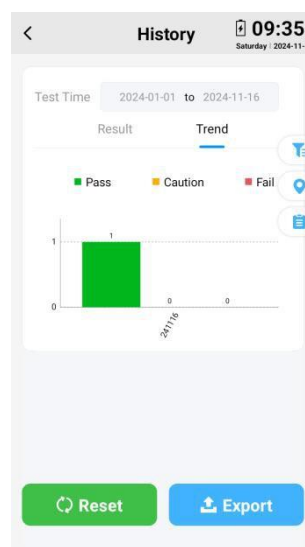 History
09:35
Saturday | 2024-11-
Test Time 2024-01-01 to 2024-11-16
Result Trend
Pass Caution Fail
1
1
0 0 0
241116
Reset Export